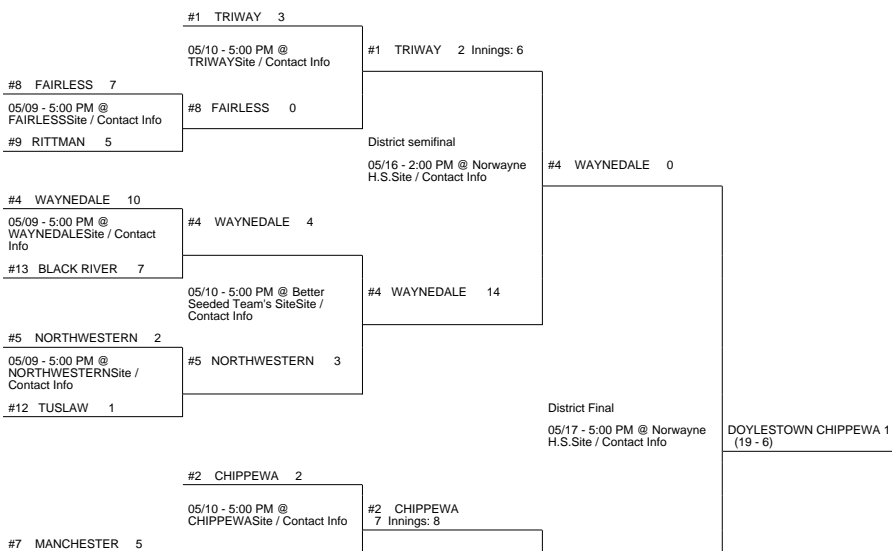 #1 TRIWAY 3
05/10 - 5:00 PM @
TRIWAYSite / Contact Info
#1 TRIWAY 2 Innings: 6
#8 FAIRLESS 7
05/09 - 5:00 PM @
FAIRLESSSite / Contact Info
#8 FAIRLESS 0
#9 RITTMAN 5
District semifinal
05/16 - 2:00 PM @ Norwayne
H.S.Site / Contact Info
#4 WAYNEDALE 0
#4 WAYNEDALE 10
05/09 - 5:00 PM @
WAYNEDALESite / Contact
Info
#4 WAYNEDALE 4
#13 BLACK RIVER 7
05/10 - 5:00 PM @ Better
Seeded Team's SiteSite /
Contact Info
#4 WAYNEDALE 14
#5 NORTHWESTERN 2
05/09 - 5:00 PM @
NORTHWESTERNSite /
Contact Info
#5 NORTHWESTERN 3
#12 TUSLAW 1
District Final
05/17 - 5:00 PM @ Norwayne
H.S.Site / Contact Info
DOYLESTOWN CHIPPEWA 1
(19 - 6)
#2 CHIPPEWA 2
05/10 - 5:00 PM @
CHIPPEWASite / Contact Info
#2 CHIPPEWA
7 Innings: 8
#7 MANCHESTER 5